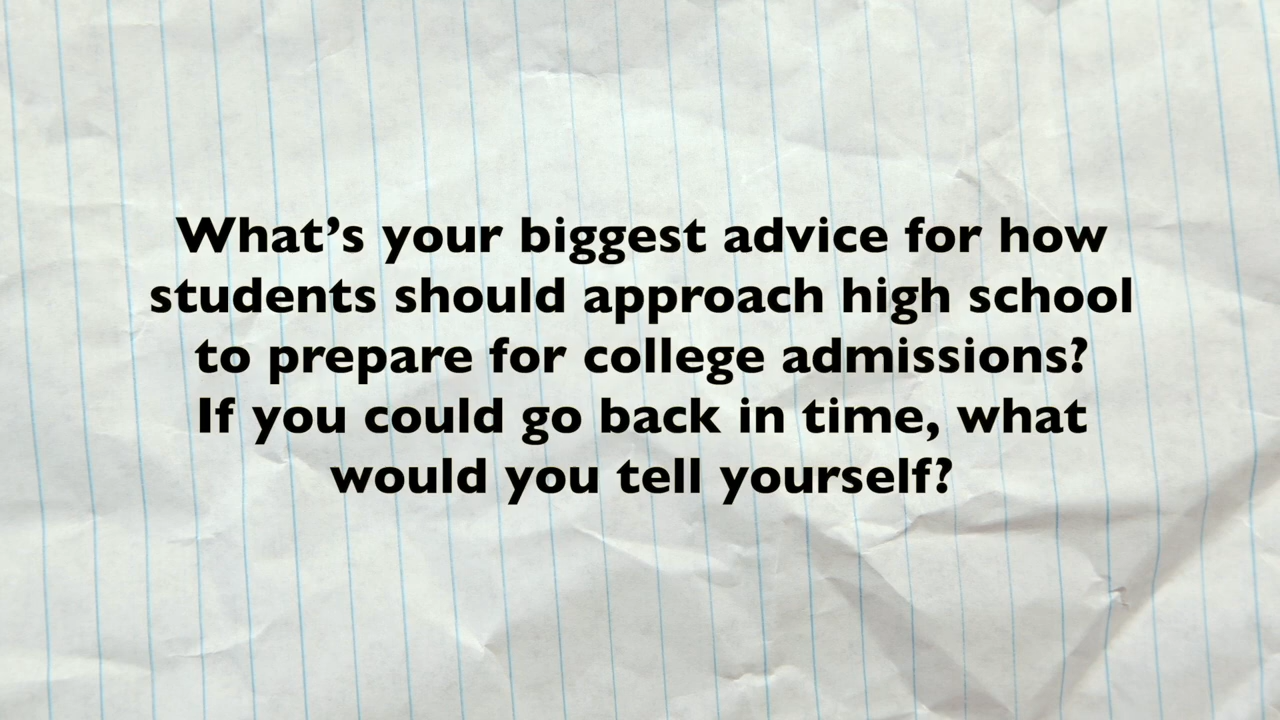 What’s your biggest advice for how
students should approach high school
to prepare for college admissions?
If you could go back in time, what
would you tell yourself?